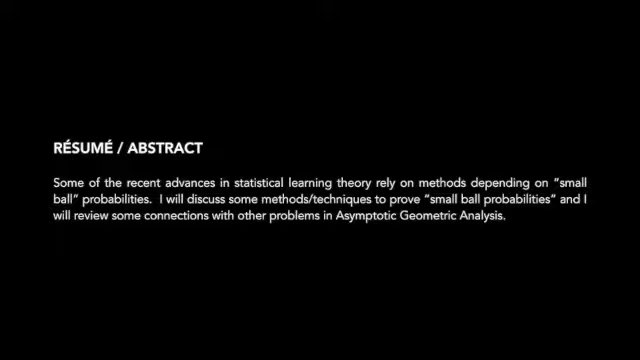 RÉSUMÉ / ABSTRACT
Some of the recent advances in statistical learning theory rely on methods depending on “small
ball” probabilities. I will discuss some methods/techniques to prove “small ball probabilities” and I
will review some connections with other problems in Asymptotic Geometric Analysis.